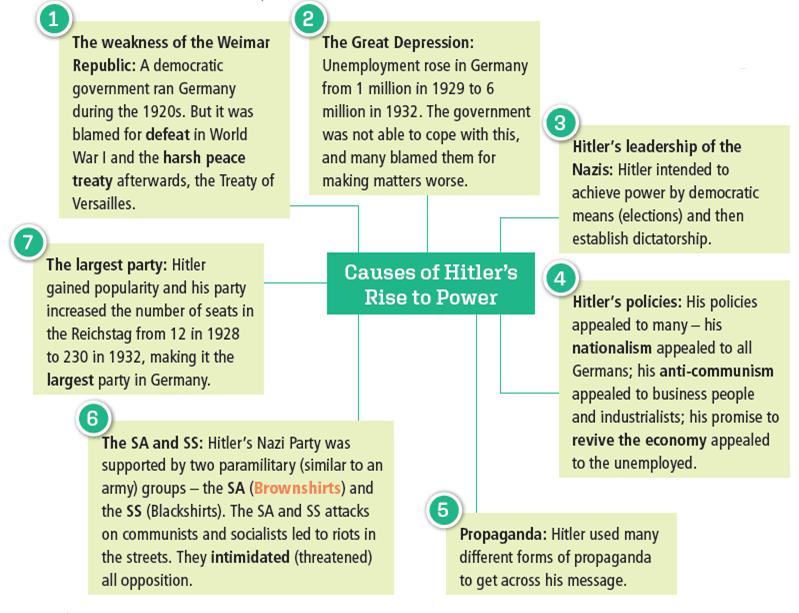 1
The weakness of the Weimar
Republic: A democratic
government ran Germany
during the 1920s. But it was
blamed for defeat in World
War I and the harsh peace
treaty afterwards, the Treaty of
Versailles.
2
The Great Depression:
Unemployment rose in Germany
from 1 million in 1929 to 6
million in 1932. The government
was not able to cope with this,
and many blamed them for
making matters worse.
3
Hitler's leadership of the
Nazis: Hitler intended to
achieve power by democratic
means (elections) and then
establish dictatorship.
Causes of Hitler's
Rise to Power
4
Hitler's policies: His policies
appealed to many – his
nationalism appealed to all
Germans; his anti-communism
appealed to business people
and industrialists; his promise to
revive the economy appealed
to the unemployed.
5
Propaganda: Hitler used many
different forms of propaganda
to get across his message.
6
The SA and SS: Hitler's Nazi Party was
supported by two paramilitary (similar to an
army) groups – the SA (Brownshirts) and
the SS (Blackshirts). The SA and SS attacks
on communists and socialists led to riots in
the streets. They intimidated (threatened)
all opposition.
7
The largest party: Hitler
gained popularity and his party
increased the number of seats in
the Reichstag from 12 in 1928
to 230 in 1932, making it the
largest party in Germany.